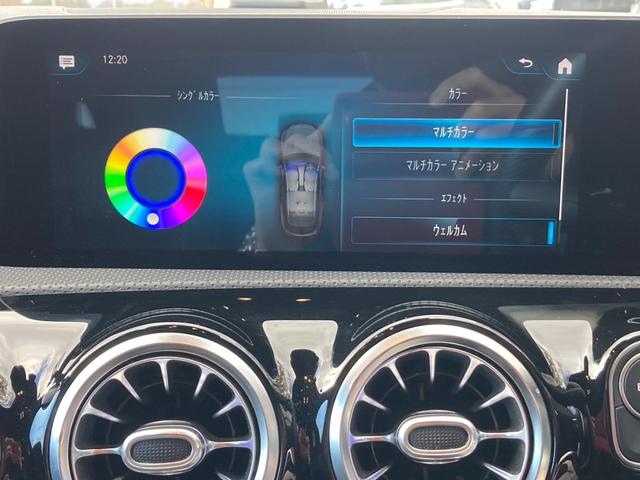 12:20
シングルカラー
カラー
マルチカラー
マルチカラー アニメーション
エフェクト
ウェルカム